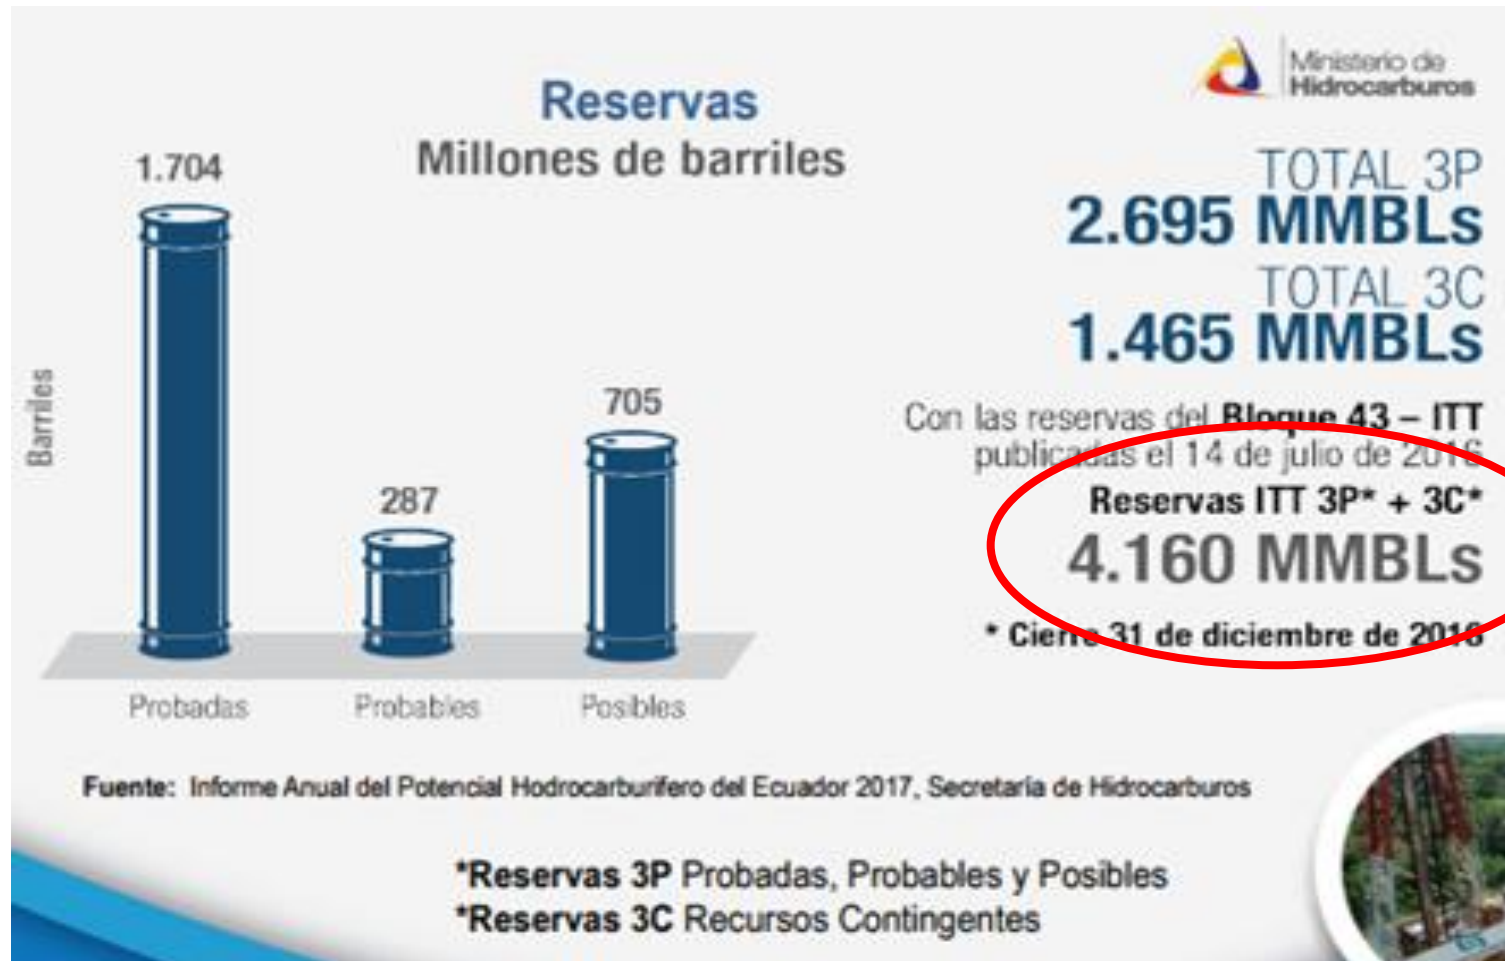 Ministerio de
Hidrocarburos
Reservas
Millones de barriles
1.704
287
705
Barriles
Probadas
Probables
Posibles
TOTAL 3P
2.695 MMBLs
TOTAL 3C
1.465 MMBLs
Con las reservas del Bloque 43 – ITT
publicadas el 14 de julio de 2016
Reservas ITT 3P* + 3C*
4.160 MMBLs
* Cierre 31 de diciembre de 2016
Fuente: Informe Anual del Potencial Hodrocarburifero del Ecuador 2017, Secretaría de Hidrocarburos
*Reservas 3P Probadas, Probables y Posibles
*Reservas 3C Recursos Contingentes